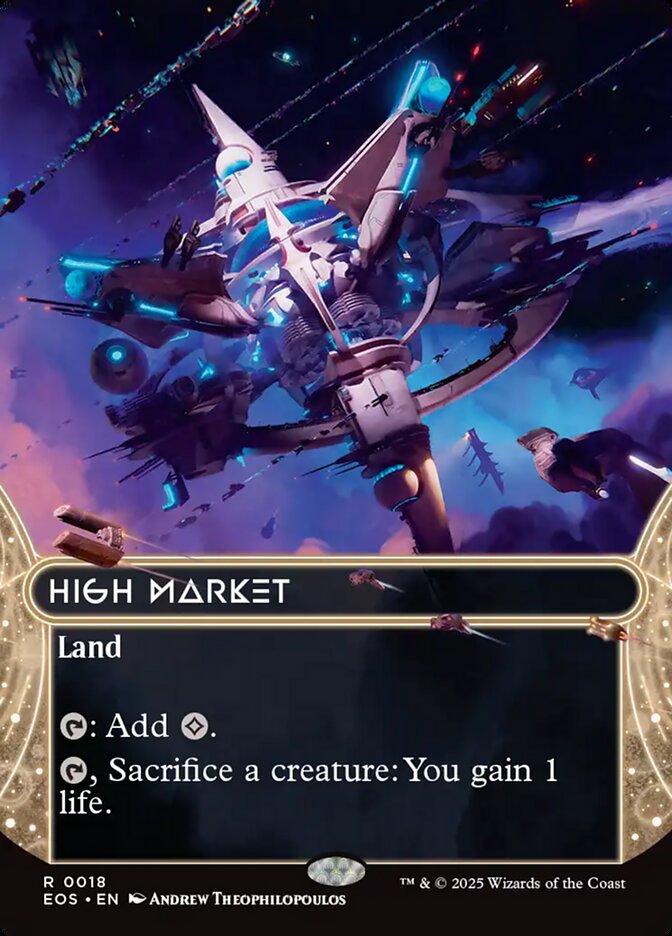 HIGH MARKET
Land
: Add .
, Sacrifice a creature: You gain 1
life.
R 0018
EOS • EN ANDREW THEOPHILOPOULOS
™ & © 2025 Wizards of the Coast